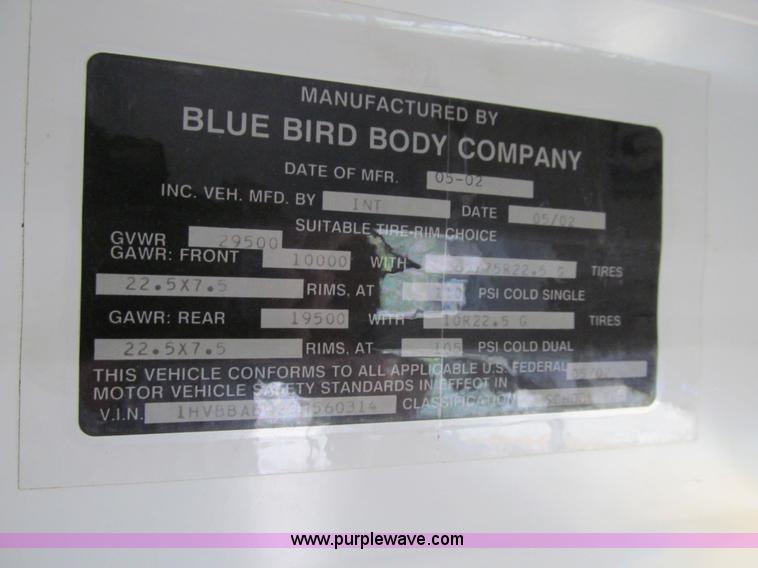 MANUFACTURED BY
BLUE BIRD BODY COMPANY
DATE OF MFR. 05-02
INC. VEH. MFD. BY INT DATE 05/02
SUITABLE TIRE-RIM CHOICE
GVWR 29500
GAWR: FRONT 10000 WITH TIRES
22.5X7.5 RIMS, AT PSI COLD SINGLE
GAWR: REAR 19500 WITH 10R22.5 G TIRES
22.5X7.5 RIMS, AT 105 PSI COLD DUAL
THIS VEHICLE CONFORMS TO ALL APPLICABLE U.S. FEDERAL 05/02
MOTOR VEHICLE SAFETY STANDARDS IN EFFECT IN
V.I.N. CLASSIFICATION SCHOOL
www.purplewave.com